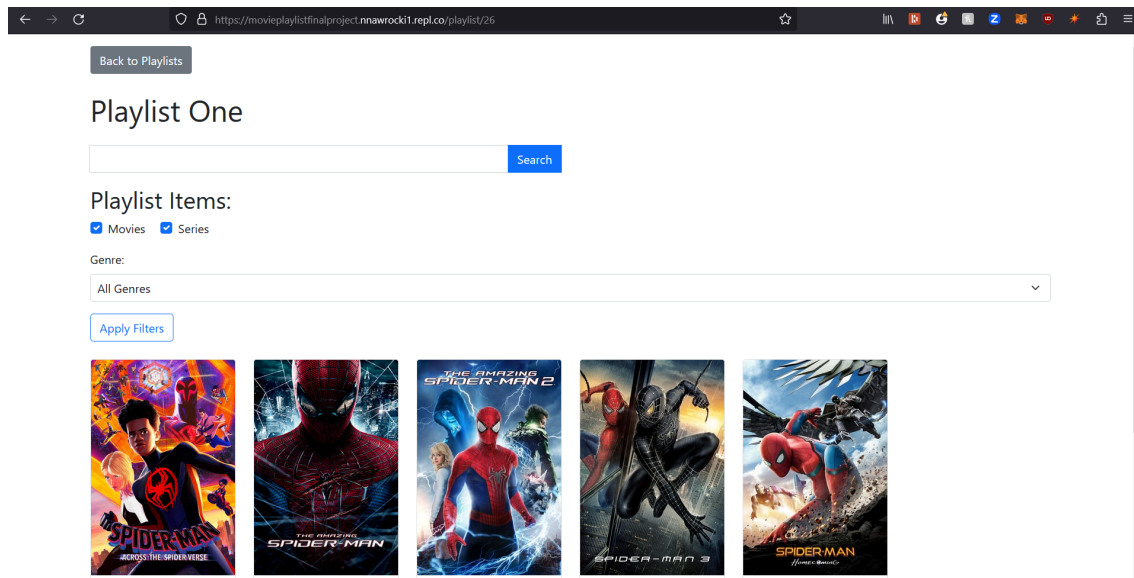 https://movieplaylistfinalproject.nnawrocki1.repl.co/playlist/26
Back to Playlists
Playlist One
Search
Playlist Items:
Movies Series
Genre:
All Genres
Apply Filters
SPIDER-MAN
ACROSS THE SPIDER-VERSE
THE AMAZING
SPIDER-MAN
THE AMAZING
SPIDER-MAN 2
SPIDER-MAN 3
SPIDER-MAN
HOMECOMING